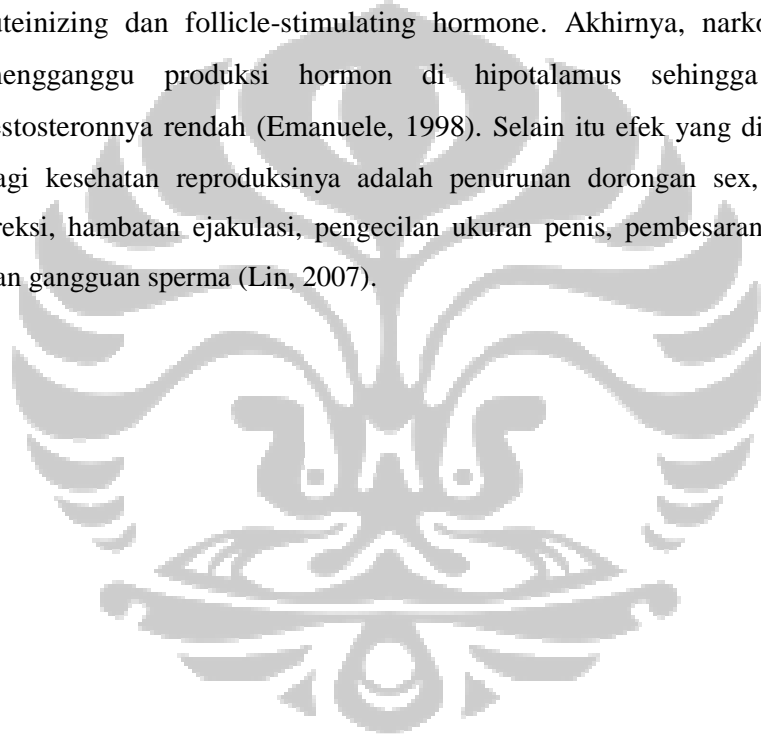 uteinizing dan follicle-stimulating hormone. Akhirnya, narko
engganggu produksi hormon di hipotalamus sehingga
estosteronnya rendah (Emanuele, 1998). Selain itu efek yang di
agi kesehatan reproduksinya adalah penurunan dorongan sex,
reksi, hambatan ejakulasi, pengecilan ukuran penis, pembesaran
an gangguan sperma (Lin, 2007).